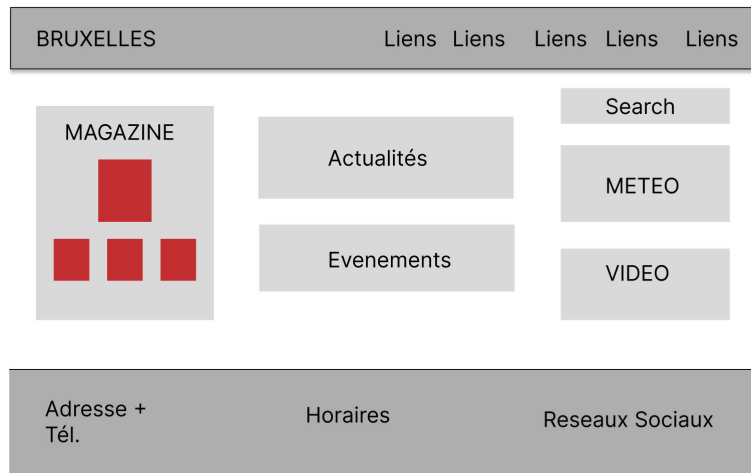 BRUXELLES Liens Liens Liens Liens Liens
MAGAZINE
Actualités
Evenements
Search
METEO
VIDEO
Adresse +
Tél.
Horaires
Reseaux Sociaux